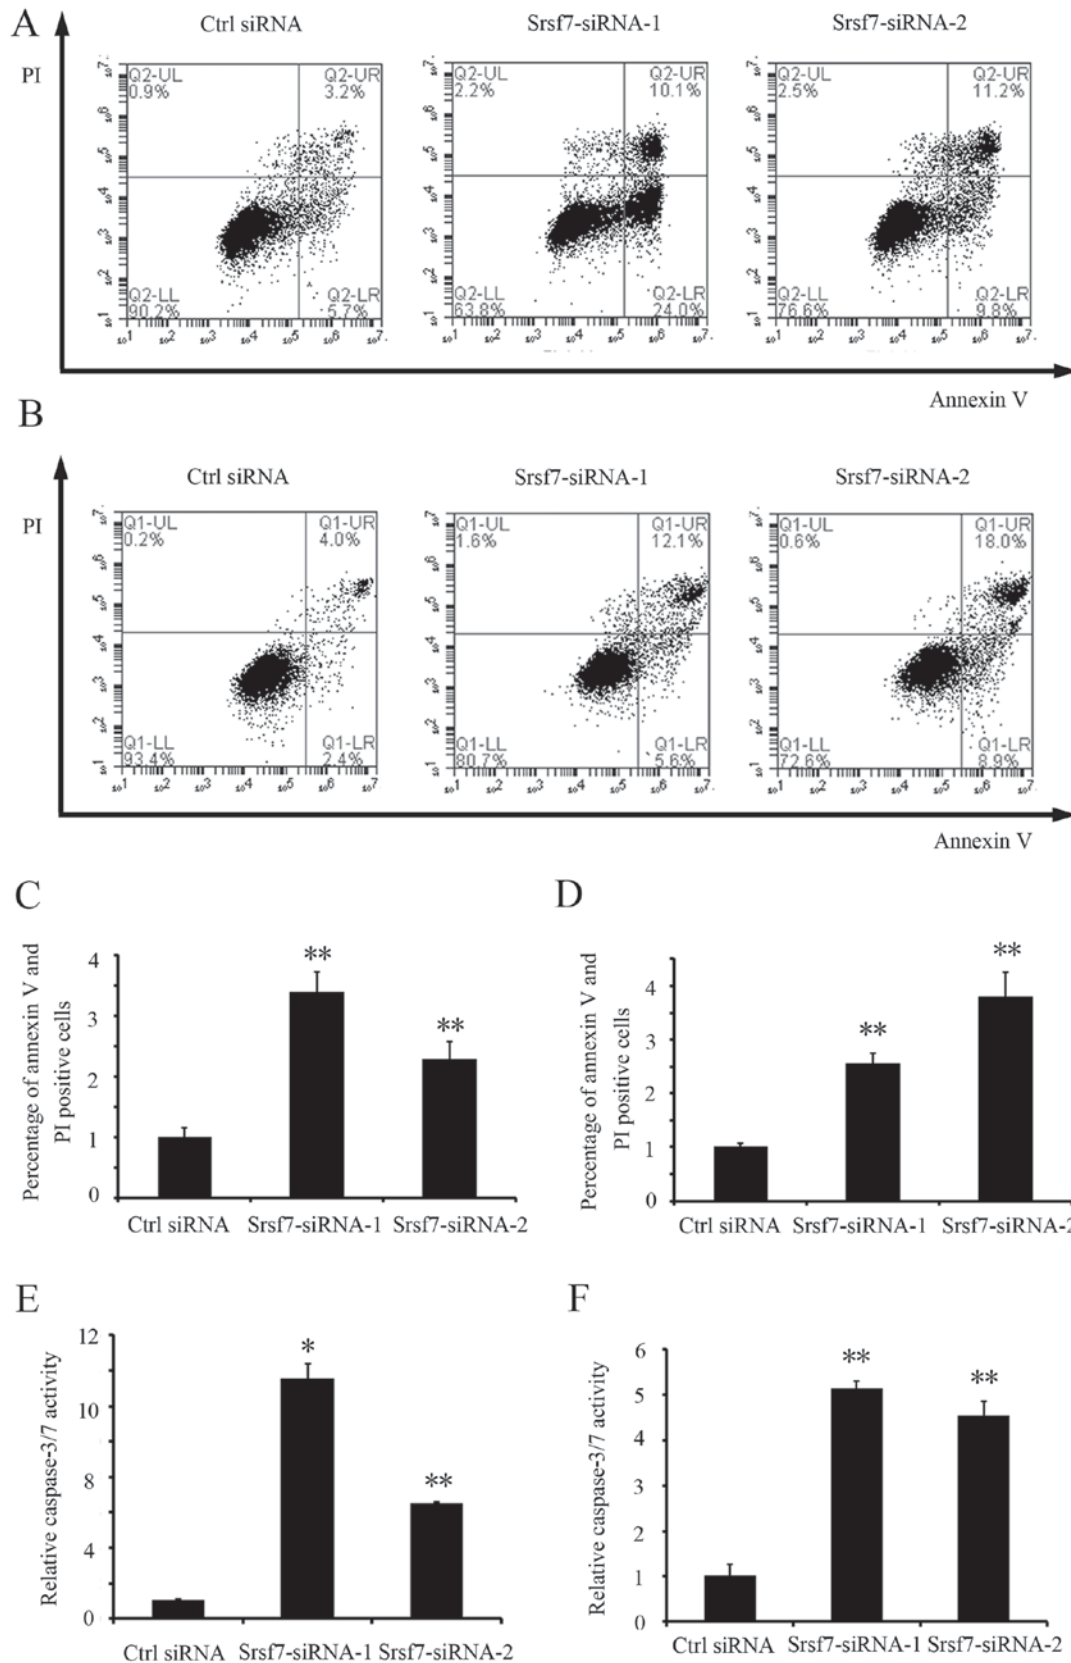 A
Ctrl siRNA Srsf7-siRNA-1 Srsf7-siRNA-2
PI
Q2-UL Q2-UR Q2-UL Q2-UR Q2-UL Q2-UR
0.9% 3.2% 2.2% 10.1% 2.5% 11.2%
Q2-LL Q2-LR Q2-LL Q2-LR Q2-LL Q2-LR
90.2% 5.7% 63.8% 24.0% 76.6% 9.8%
Annexin V
B
Ctrl siRNA Srsf7-siRNA-1 Srsf7-siRNA-2
PI
Q1-UL Q1-UR Q1-UL Q1-UR Q1-UL Q1-UR
0.2% 4.0% 1.6% 12.1% 0.6% 18.0%
Q1-LL Q1-LR Q1-LL Q1-LR Q1-LL Q1-LR
93.4% 2.4% 80.7% 5.6% 72.6% 8.9%
Annexin V
C
Percentage of annexin V and
PI positive cells
4
3
2
1
0
** **
Ctrl siRNA Srsf7-siRNA-1 Srsf7-siRNA-2
D
Percentage of annexin V and
PI positive cells
4
3
2
1
0
** **
Ctrl siRNA Srsf7-siRNA-1 Srsf7-siRNA-2
E
Relative caspase-3/7 activity
12
10
8
4
0
* **
Ctrl siRNA Srsf7-siRNA-1 Srsf7-siRNA-2
F
Relative caspase-3/7 activity
6
5
4
3
2
1
0
** **
Ctrl siRNA Srsf7-siRNA-1 Srsf7-siRNA-2